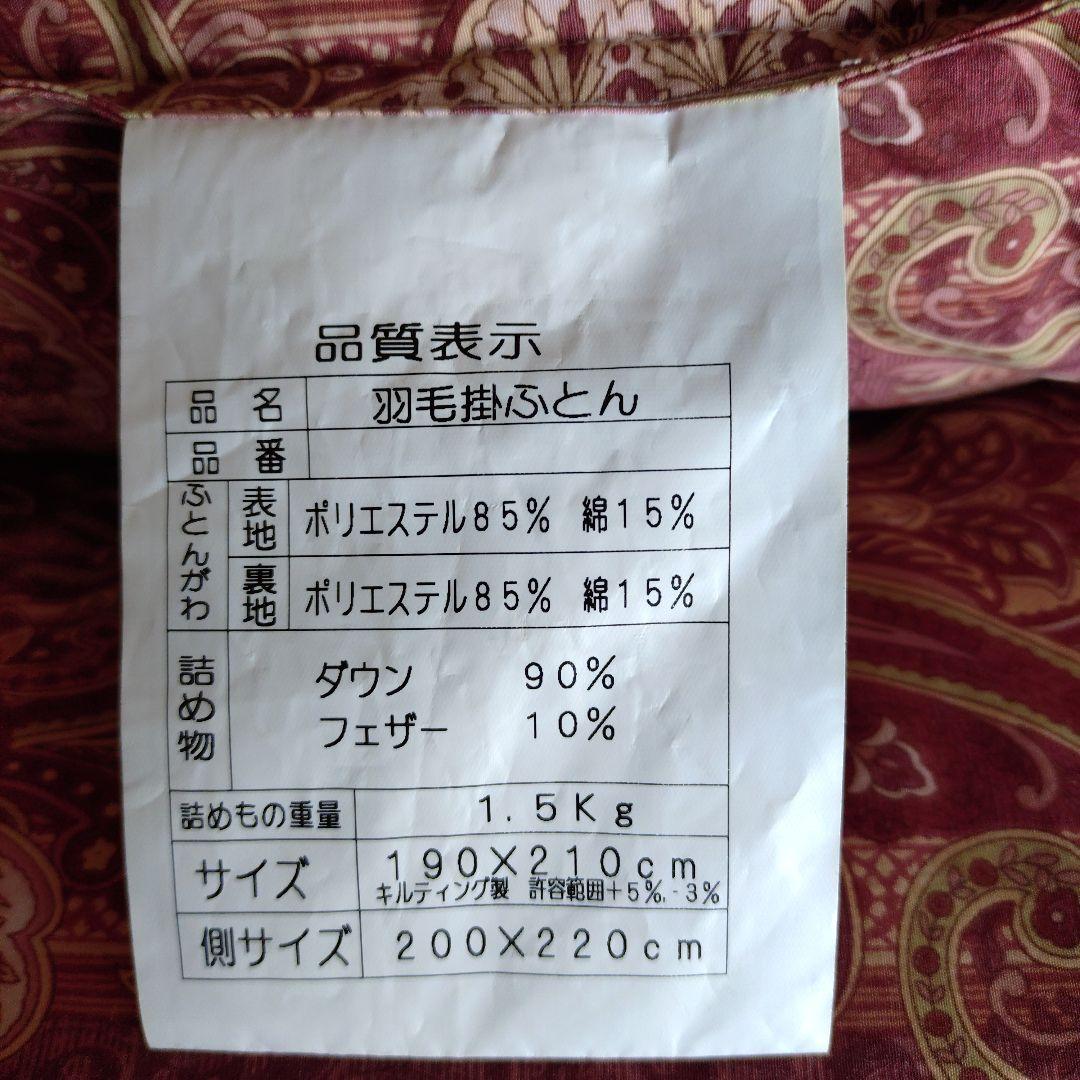 品質表示
品 名 羽毛掛ふとん
品 番
ふとんがわ
表地 ポリエステル85% 綿15%
裏地 ポリエステル85% 綿15%
詰め物
ダウン 90%
フェザー 10%
詰めもの重量 1.5Kg
サイズ 190×210cm
キルティング製 許容範囲+5%,-3%
側サイズ 200×220cm